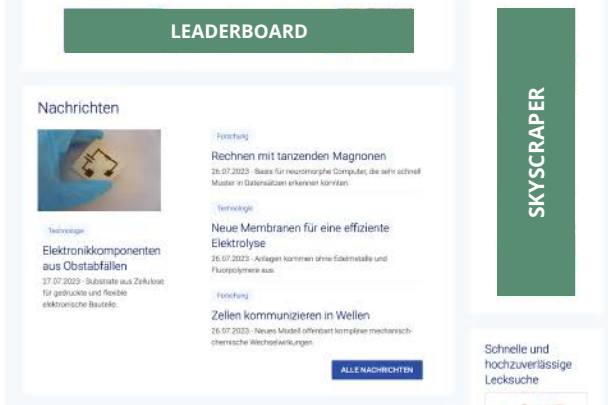 LEADERBOARD
SKYSCRAPER
Nachrichten
Technologie
Elektronikkomponenten
aus Obstabfällen
27.07.2023 - Substrate aus Zellulose
für gedruckte und flexible
elektronische Bauteile.
Forschung
Rechnen mit tanzenden Magnonen
26.07.2023 - Basis für neuromorphe Computer, die sehr schnell
Muster in Datensätzen erkennen könnten.
Technologie
Neue Membranen für eine effiziente
Elektrolyse
26.07.2023 - Anlagen kommen ohne Edelmetalle und
Fluorpolymere aus.
Forschung
Zellen kommunizieren in Wellen
26.07.2023 - Neues Modell offenbart komplexe mechanisch-
chemische Wechselwirkungen.
ALLE NACHRICHTEN
Schnelle und
hochzuverlässige
Lecksuche